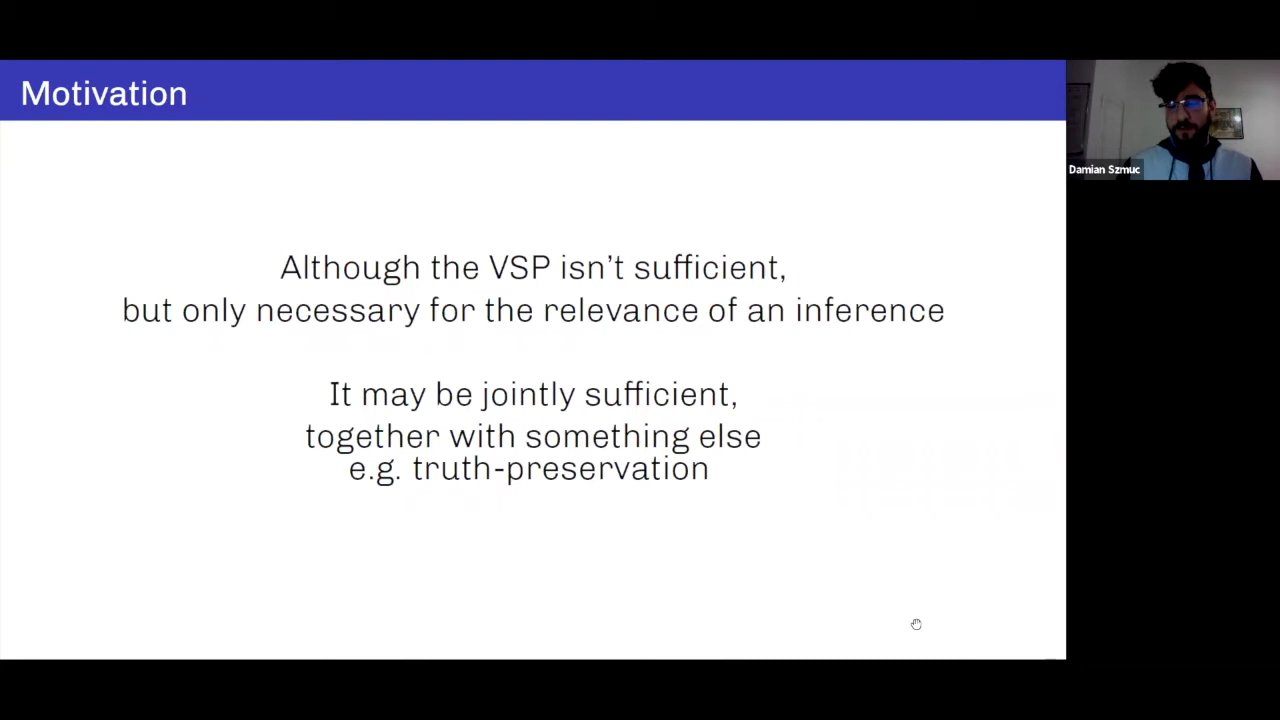 Motivation
Damian Szmuc
Although the VSP isn't sufficient,
but only necessary for the relevance of an inference
It may be jointly sufficient,
together with something else
e.g. truth-preservation